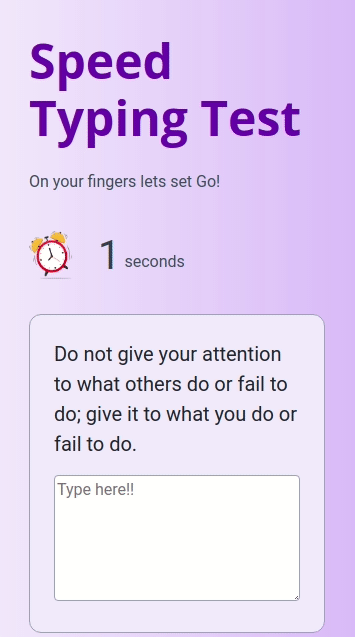 Speed
Typing Test
On your fingers lets set Go!
1 seconds
Do not give your attention
to what others do or fail to
do; give it to what you do or
fail to do.
Type here!!